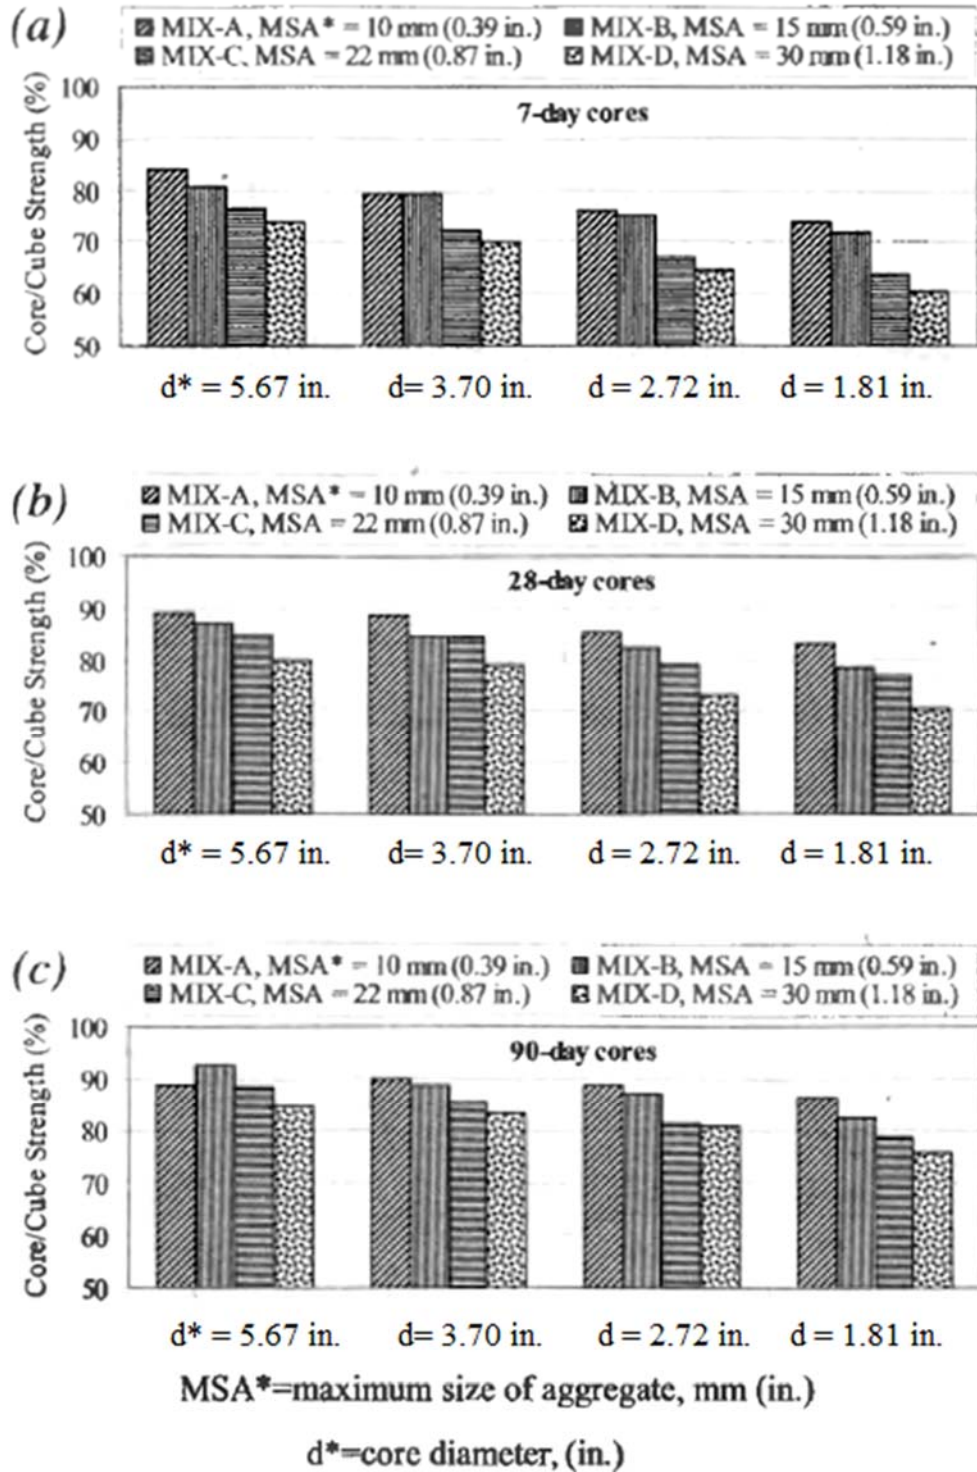 (a)
MIX-A, MSA* = 10 mm (0.39 in.) MIX-B, MSA = 15 mm (0.59 in.)
MIX-C, MSA = 22 mm (0.87 in.) MIX-D, MSA = 30 mm (1.18 in.)
Core/Cube Strength (%)
100
90
80
70
60
50
7-day cores
d* = 5.67 in. d= 3.70 in. d = 2.72 in. d = 1.81 in.
(b)
MIX-A, MSA* = 10 mm (0.39 in.) MIX-B, MSA = 15 mm (0.59 in.)
MIX-C, MSA = 22 mm (0.87 in.) MIX-D, MSA = 30 mm (1.18 in.)
Core/Cube Strength (%)
100
90
80
70
60
50
28-day cores
d* = 5.67 in. d= 3.70 in. d = 2.72 in. d = 1.81 in.
(c)
MIX-A, MSA* = 10 mm (0.39 in.) MIX-B, MSA = 15 mm (0.59 in.)
MIX-C, MSA = 22 mm (0.87 in.) MIX-D, MSA = 30 mm (1.18 in.)
Core/Cube Strength (%)
100
90
80
70
60
50
90-day cores
d* = 5.67 in. d= 3.70 in. d = 2.72 in. d = 1.81 in.
MSA*=maximum size of aggregate, mm (in.)
d*=core diameter, (in.)